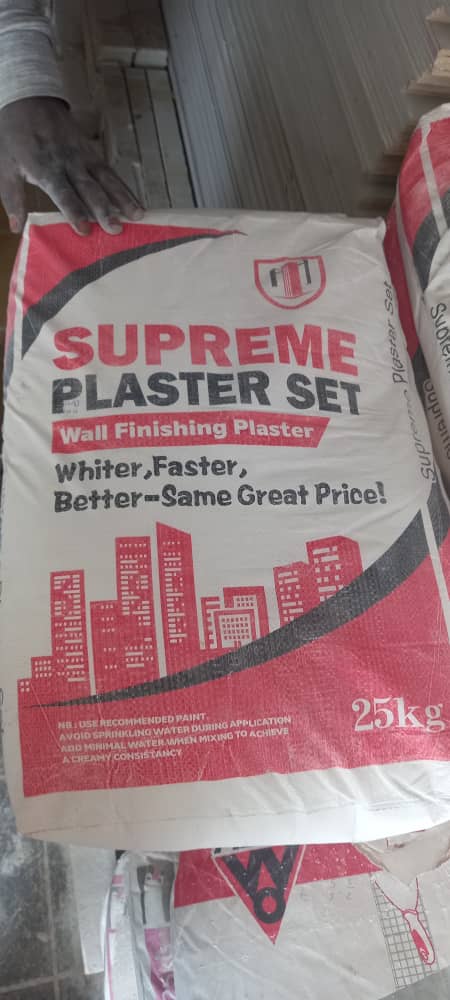 SUPREME
PLASTER SET
Wall Finishing Plaster
Whiter,Faster,
Better-Same Great Price!
25kg
NB : USE RECOMMENDED PAINT.
AVOID SPRINKLING WATER DURING APPLICATION
ADD MINIMAL WATER WHEN MIXING TO ACHIEVE
A CREAMY CONSISTANCY
Supreme Plaster Set